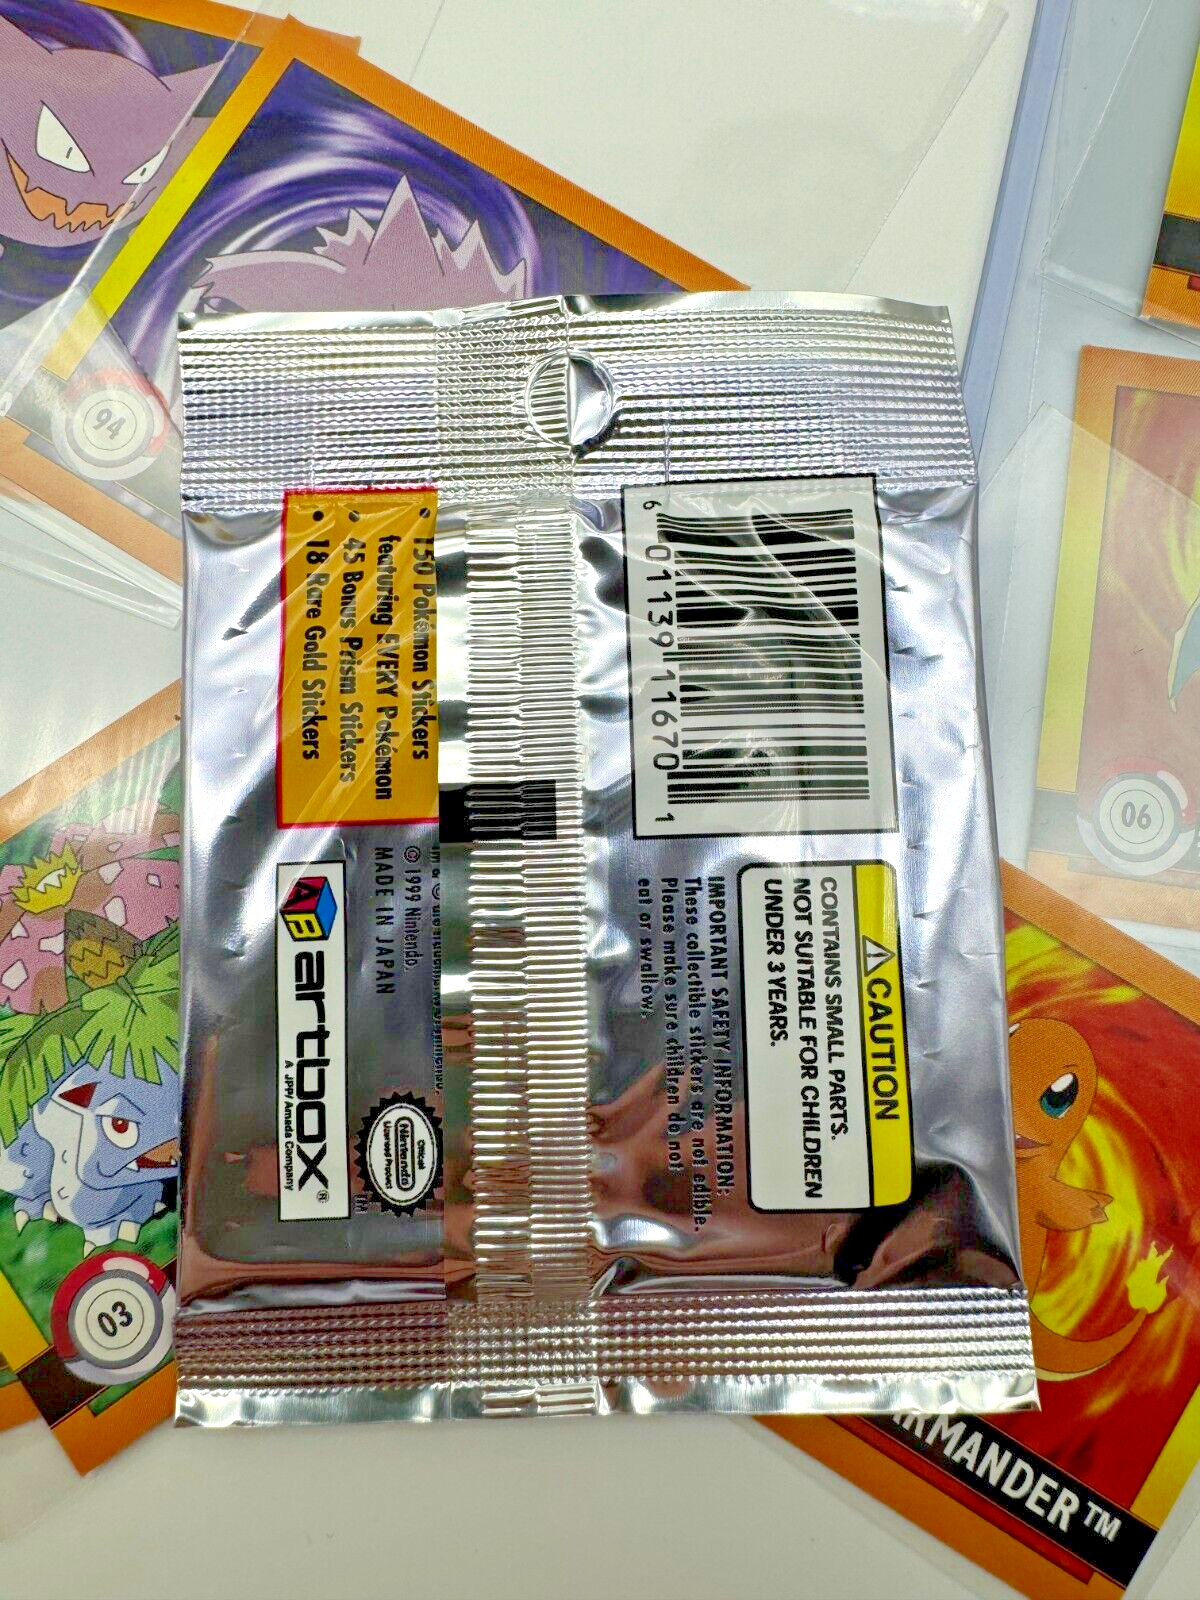 6 01139 11670 1
⚠CAUTION
CONTAINS SMALL PARTS.
NOT SUITABLE FOR CHILDREN
UNDER 3 YEARS.
IMPORTANT SAFETY INFORMATION:
These collectible stickers are not edible.
Please make sure children do not
eat or swallow.
• 150 Pokémon Stickers
featuring EVERY Pokémon
• 45 Bonus Prism Stickers
• 18 Rare Gold Stickers
© 1999 Nintendo.
MADE IN JAPAN
Official
Nintendo
Licensed Product
TM
AB
artbox®
A JPP/Amada Company
94
03
06
ARMANDER™